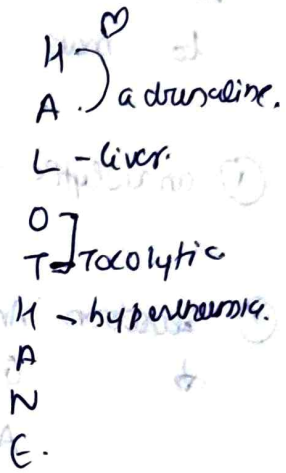 H
A. adrenaline.
L - liver.
O
T Tocolytic
H - hyperthermia.
A
N
E.